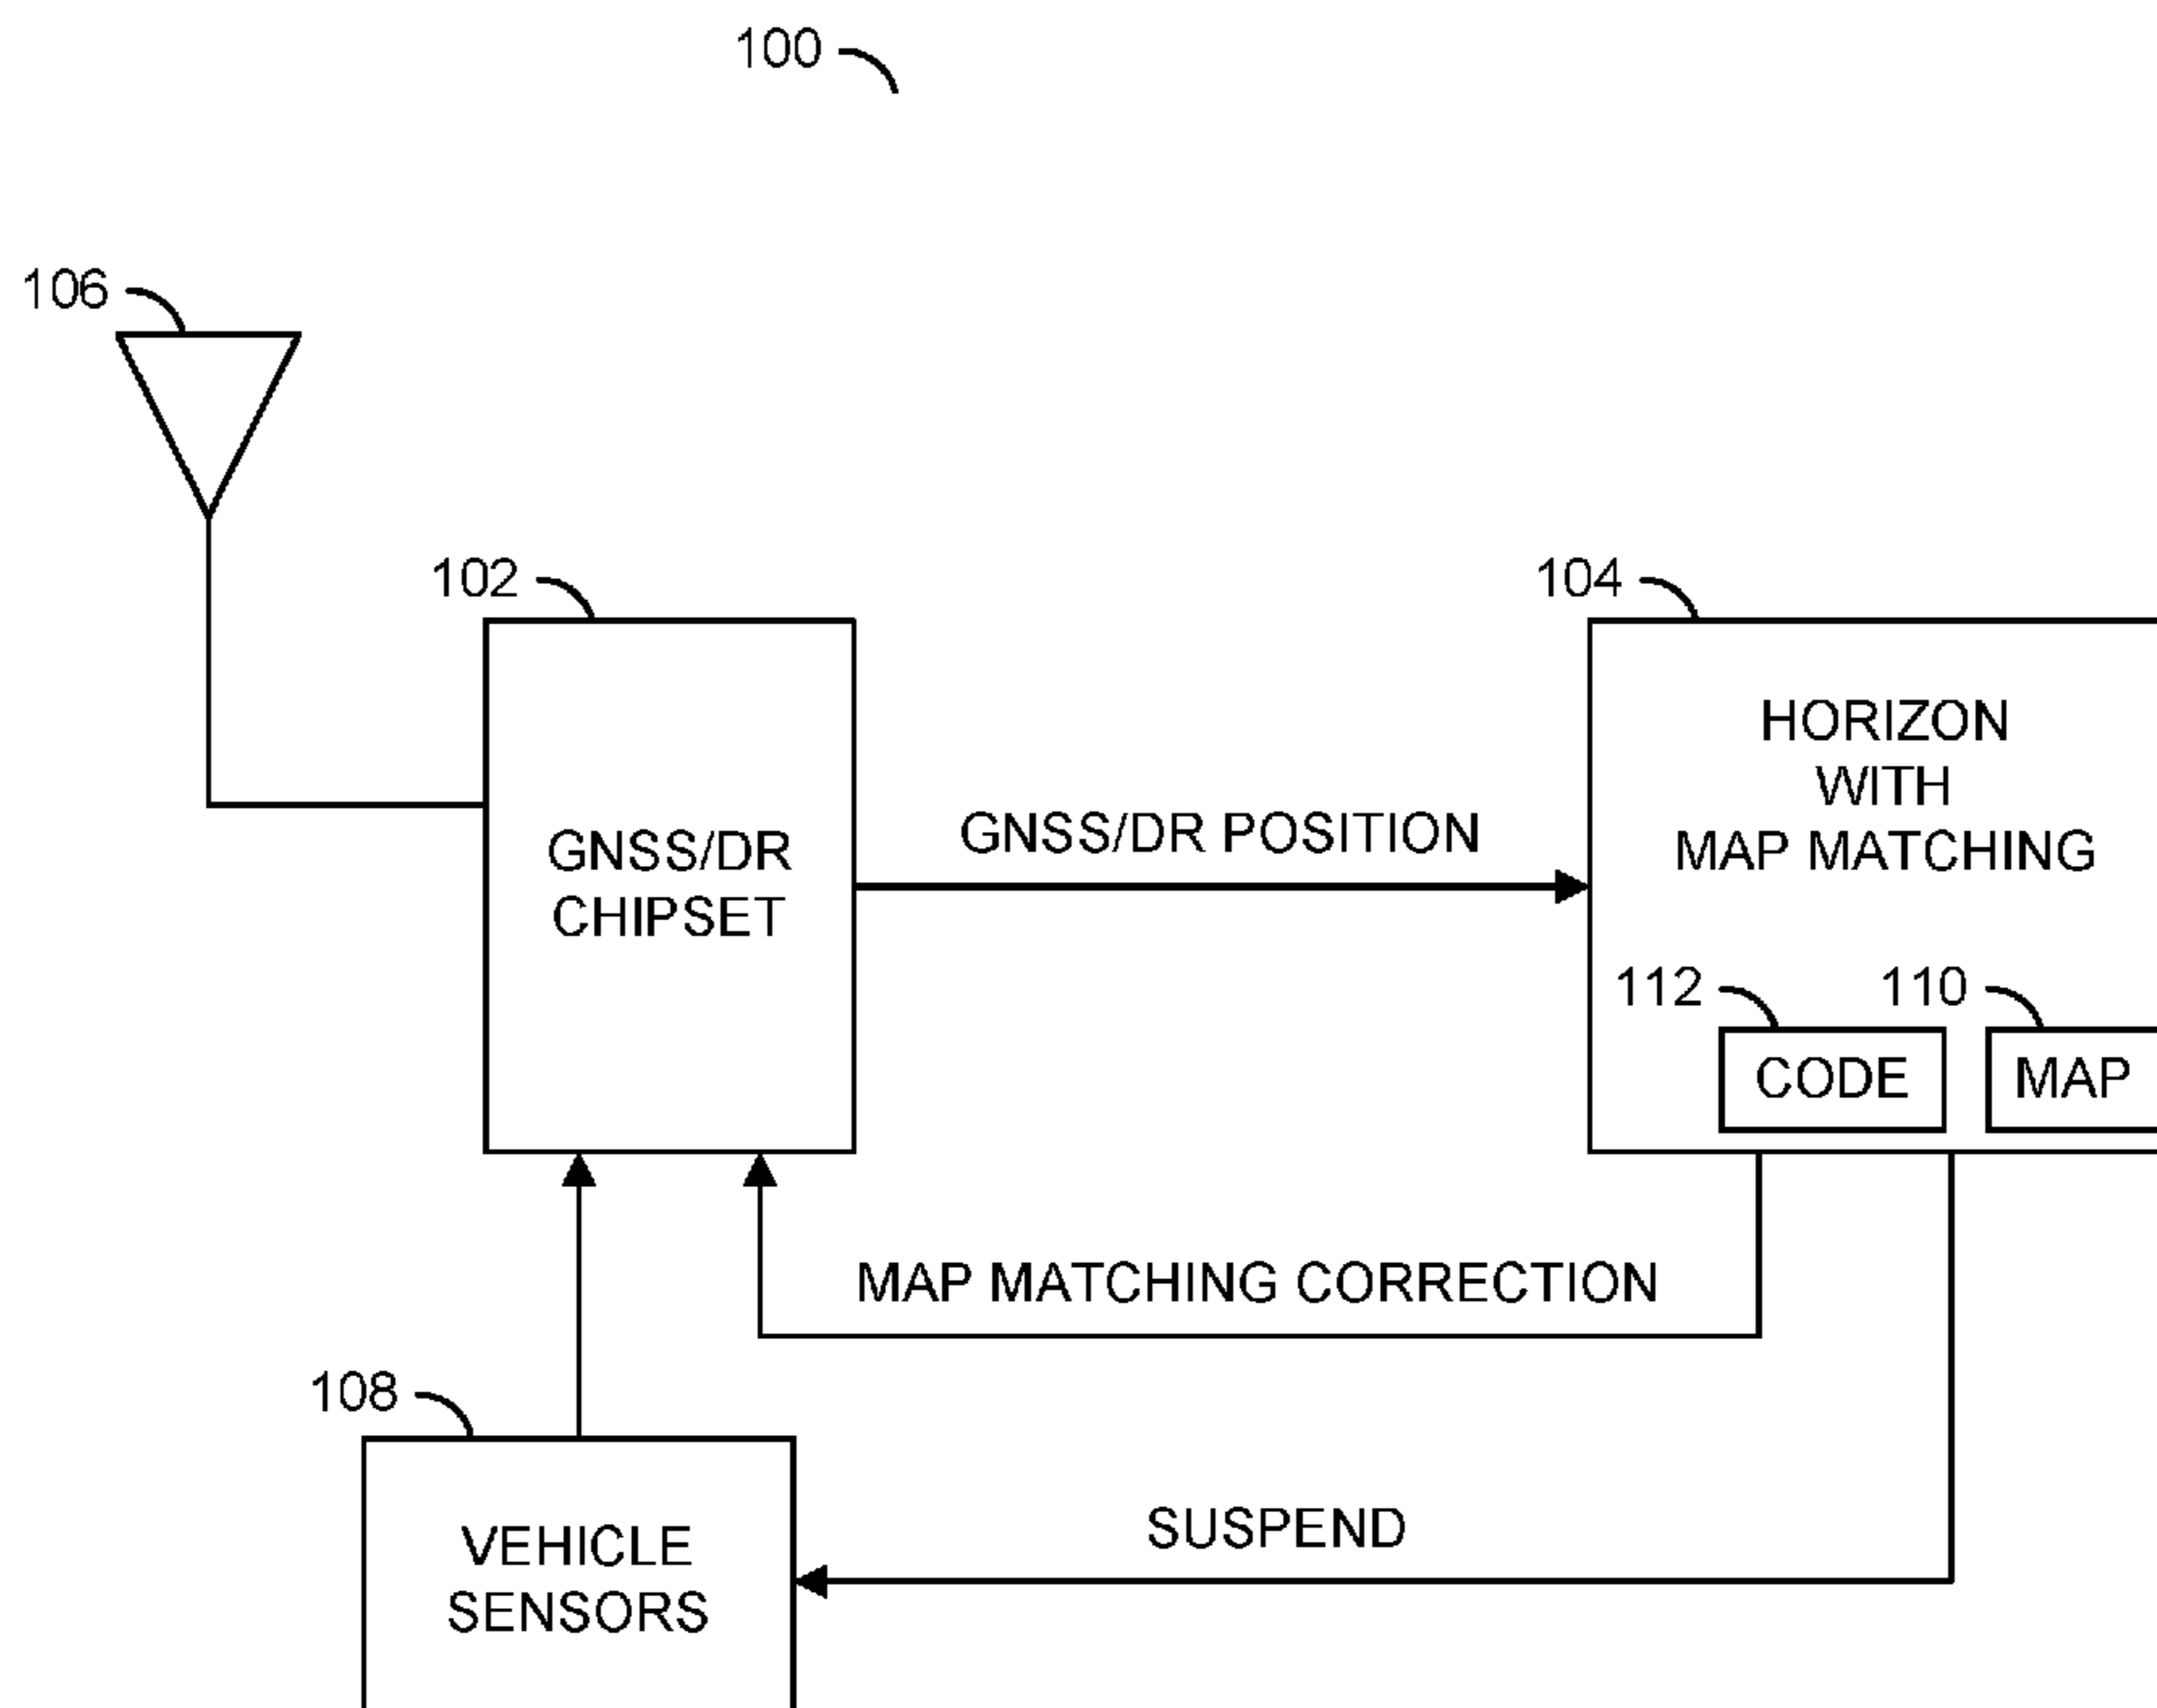 100
106
102
104
HORIZON
WITH
MAP MATCHING
GNSS/DR
CHIPSET
GNSS/DR POSITION
112
110
CODE
MAP
MAP MATCHING CORRECTION
108
VEHICLE
SENSORS
SUSPEND